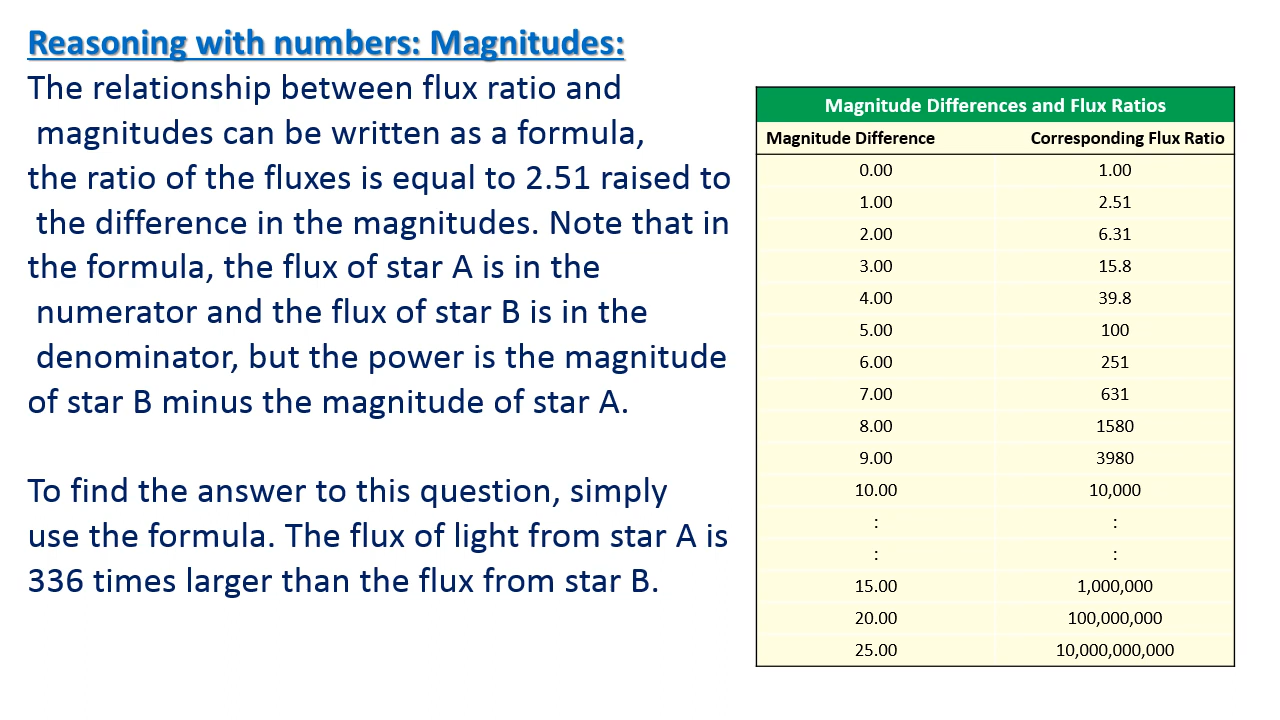 Reasoning with numbers: Magnitudes:
The relationship between flux ratio and
magnitudes can be written as a formula,
the ratio of the fluxes is equal to 2.51 raised to
the difference in the magnitudes. Note that in
the formula, the flux of star A is in the
numerator and the flux of star B is in the
denominator, but the power is the magnitude
of star B minus the magnitude of star A.
To find the answer to this question, simply
use the formula. The flux of light from star A is
336 times larger than the flux from star B.
Magnitude Differences and Flux Ratios
Magnitude Difference Corresponding Flux Ratio
0.00 1.00
1.00 2.51
2.00 6.31
3.00 15.8
4.00 39.8
5.00 100
6.00 251
7.00 631
8.00 1580
9.00 3980
10.00 10,000
: :
: :
15.00 1,000,000
20.00 100,000,000
25.00 10,000,000,000